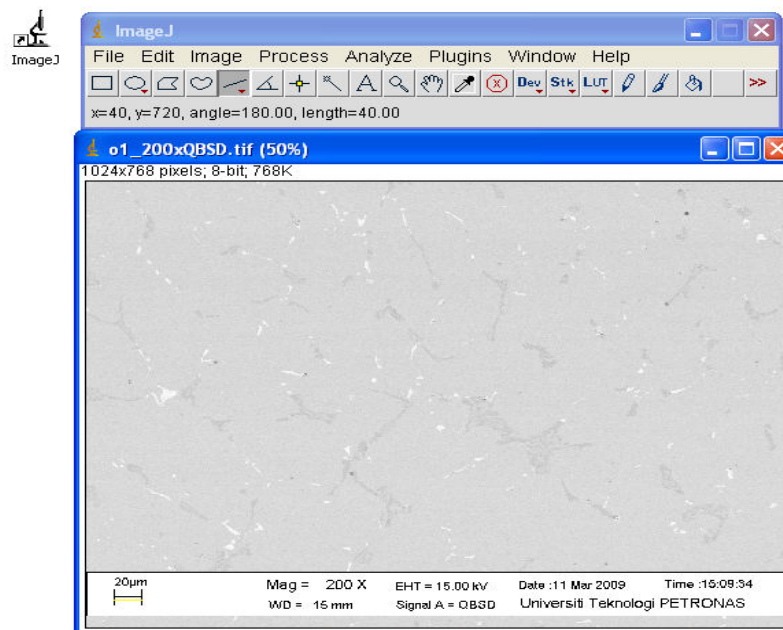 ImageJ
ImageJ
File Edit Image Process Analyze Plugins Window Help
A Dev Stk LUT >>
x=40, y=720, angle=180.00, length=40.00
o1_200xQBSD.tif (50%)
1024x768 pixels; 8-bit; 768K
20µm Mag = 200 X EHT = 15.00 kV Date :11 Mar 2009 Time :16:09:34
WD = 15 mm Signal A = QBSD Universiti Teknologi PETRONAS